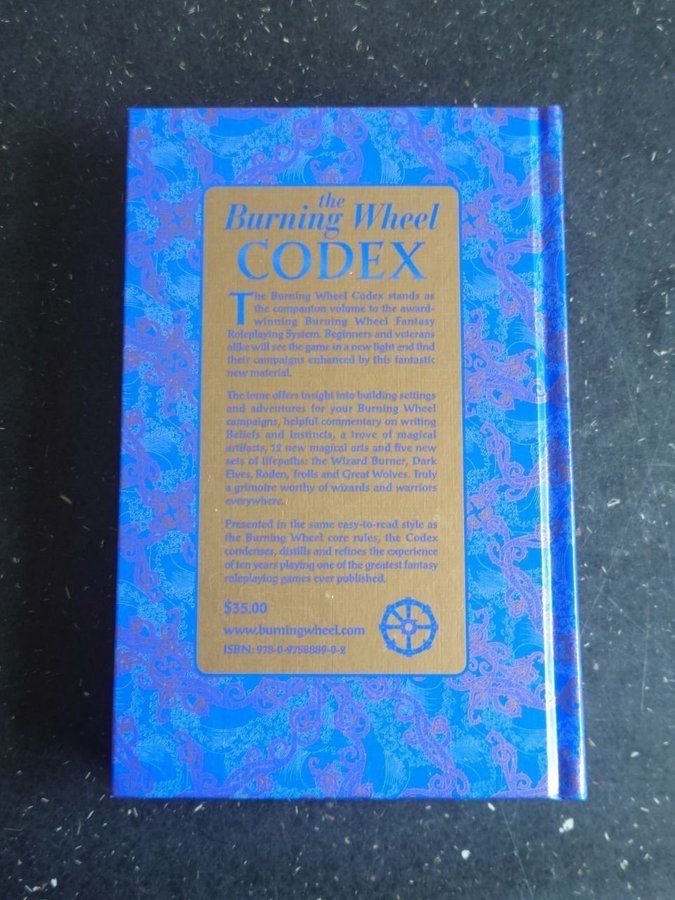 the
Burning Wheel
CODEX
The Burning Wheel Codex stands as
the companion volume to the award-
winning Burning Wheel Fantasy
Roleplaying System. Beginners and veterans
alike will see the game in a new light and find
their campaigns enhanced by this fantastic
new material.
The tome offers insight into building settings
and adventures for your Burning Wheel
campaigns, helpful commentary on writing
Beliefs and Instincts, a trove of magical
artifacts, 12 new magical arts and five new
sets of lifepaths: the Wizard Burner, Dark
Elves, Roden, Trolls and Great Wolves. Truly
a grimoire worthy of wizards and warriors
everywhere.
Presented in the same easy-to-read style as
the Burning Wheel core rules, the Codex
condenses, distills and refines the experience
of ten years playing one of the greatest fantasy
roleplaying games ever published.
$35.00
www.burningwheel.com
ISBN: 978-0-9758889-9-2